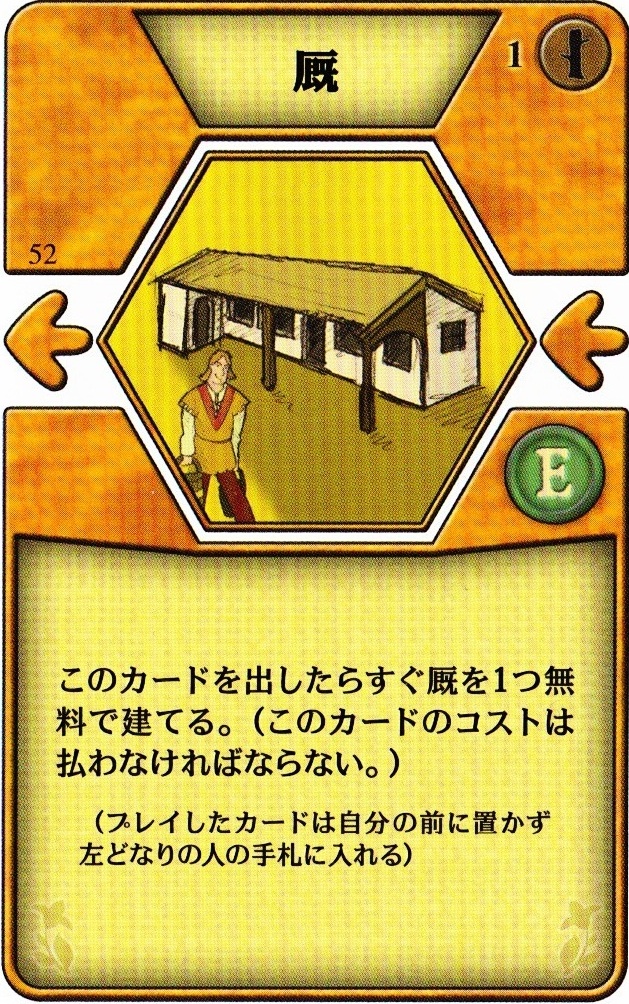 厩
1
52
E
このカードを出したらすぐ厩を1つ無
料で建てる。（このカードのコストは
払わなければならない。）
（プレイしたカードは自分の前に置かず
左どなりの人の手札に入れる）